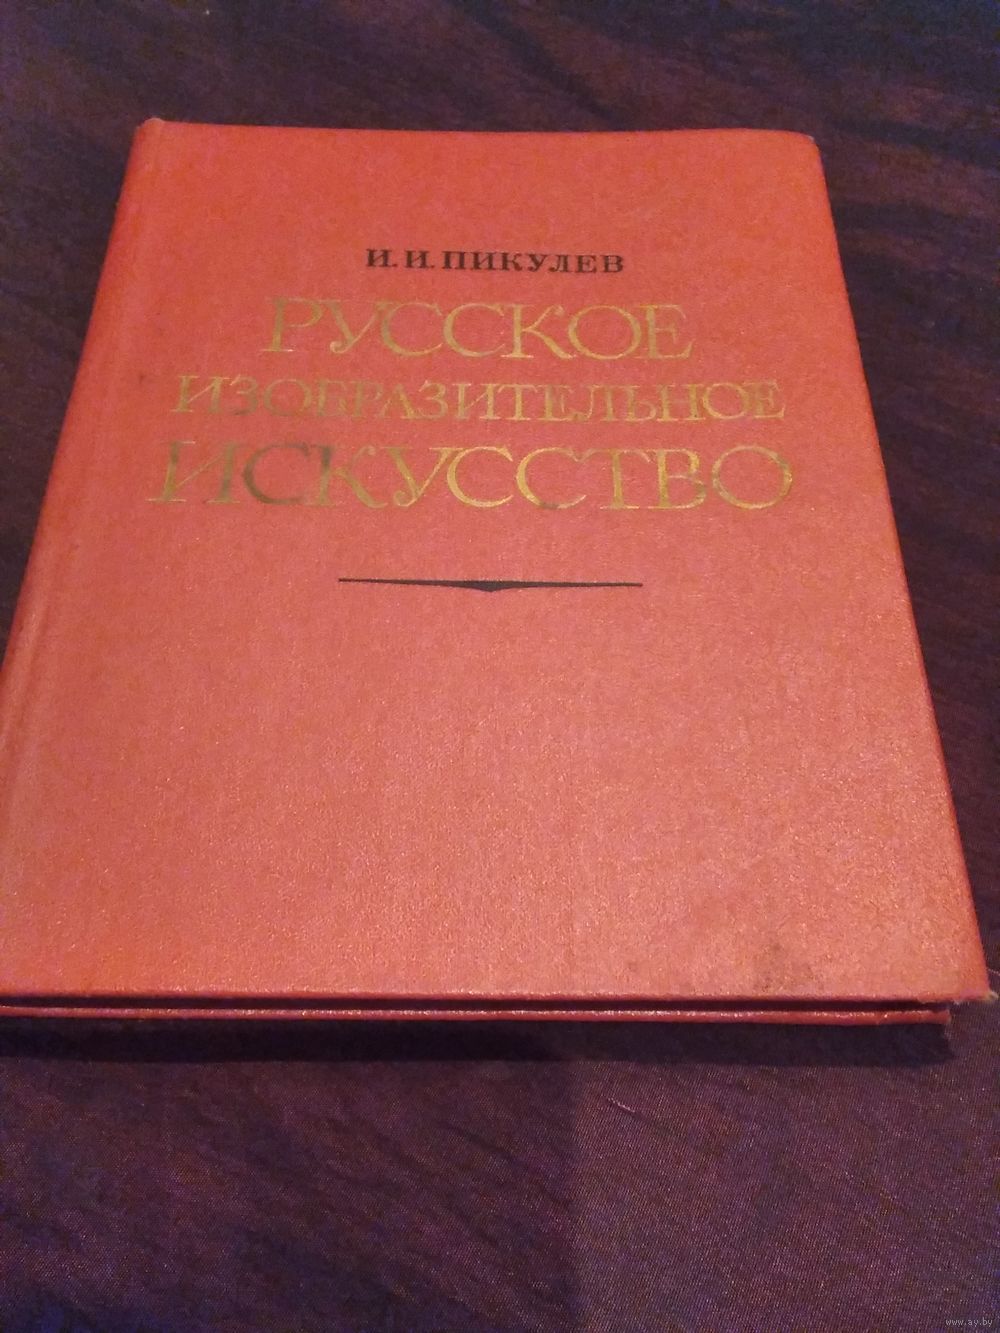 И. И. ПИКУЛЕВ
РУССКОЕ
ИЗОБРАЗИТЕЛЬНОЕ
ИСКУССТВО
www.ay.by